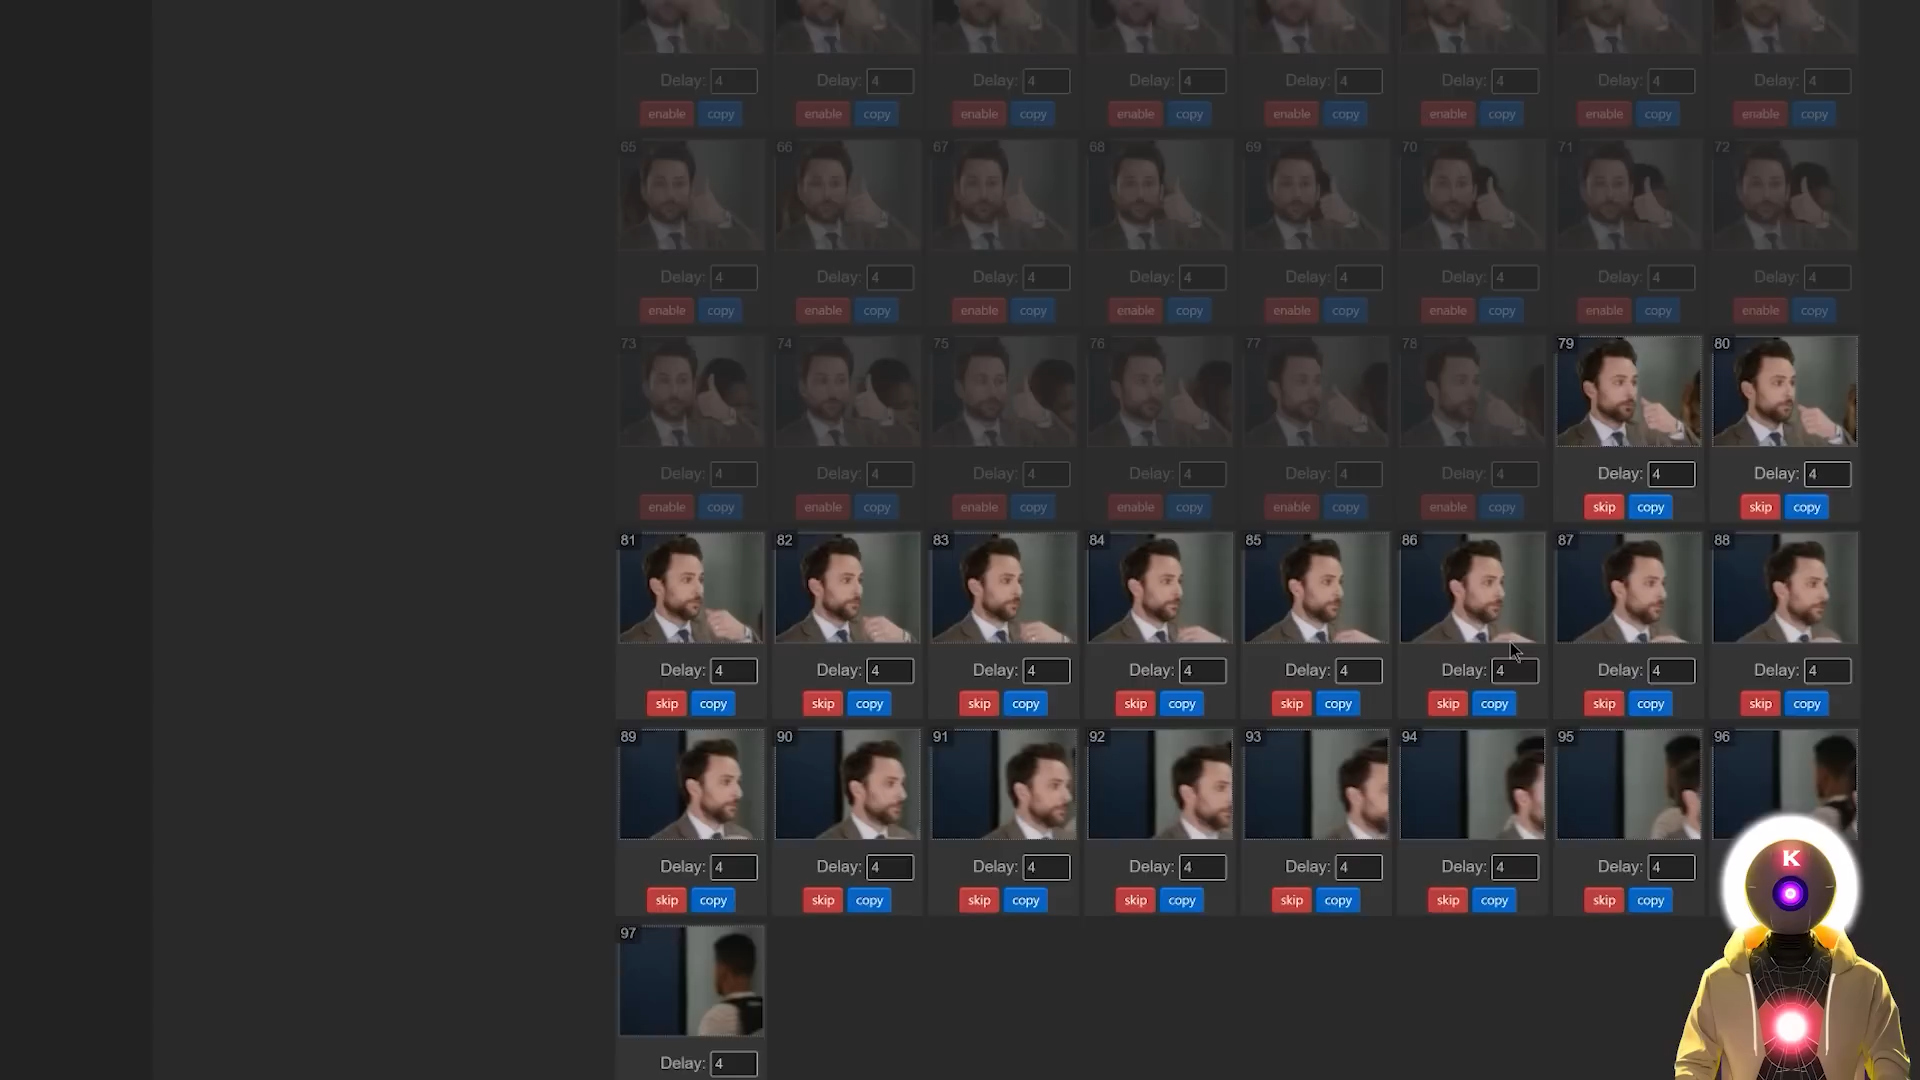 Delay: 4 Delay: 4 Delay: 4 Delay: 4 Delay: 4 Delay: 4 Delay: 4 Delay: 4
enable copy enable copy enable copy enable copy enable copy enable copy enable copy enable copy
65 66 67 68 69 70 71 72
Delay: 4 Delay: 4 Delay: 4 Delay: 4 Delay: 4 Delay: 4 Delay: 4 Delay: 4
enable copy enable copy enable copy enable copy enable copy enable copy enable copy enable copy
73 74 75 76 77 78 79 80
Delay: 4 Delay: 4 Delay: 4 Delay: 4 Delay: 4 Delay: 4 Delay: 4 Delay: 4
enable copy enable copy enable copy enable copy enable copy enable copy skip copy skip copy
81 82 83 84 85 86 87 88
Delay: 4 Delay: 4 Delay: 4 Delay: 4 Delay: 4 Delay: 4 Delay: 4 Delay: 4
skip copy skip copy skip copy skip copy skip copy skip copy skip copy skip copy
89 90 91 92 93 94 95 96
Delay: 4 Delay: 4 Delay: 4 Delay: 4 Delay: 4 Delay: 4 Delay: 4
skip copy skip copy skip copy skip copy skip copy skip copy skip copy
K
97
Delay: 4